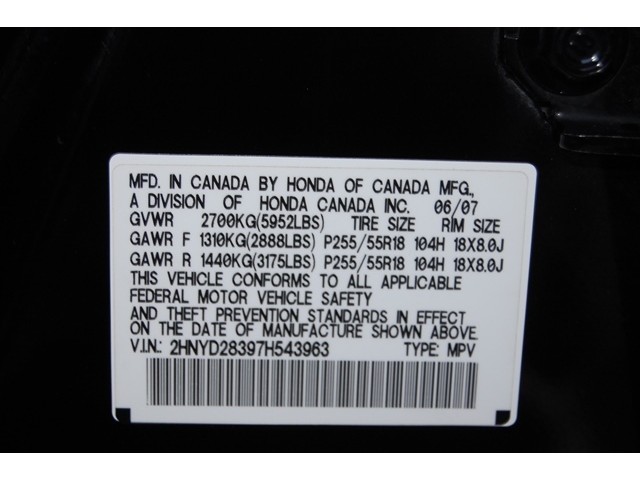 MFD. IN CANADA BY HONDA OF CANADA MFG.,
A DIVISION OF HONDA CANADA INC. 06/07
GVWR 2700KG(5952LBS) TIRE SIZE RIM SIZE
GAWR F 1310KG(2888LBS) P255/55R18 104H 18X8.0J
GAWR R 1440KG(3175LBS) P255/55R18 104H 18X8.0J
THIS VEHICLE CONFORMS TO ALL APPLICABLE
FEDERAL MOTOR VEHICLE SAFETY
AND THEFT PREVENTION STANDARDS IN EFFECT
ON THE DATE OF MANUFACTURE SHOWN ABOVE.
V.I.N.: 2HNYD28397H543963 TYPE: MPV